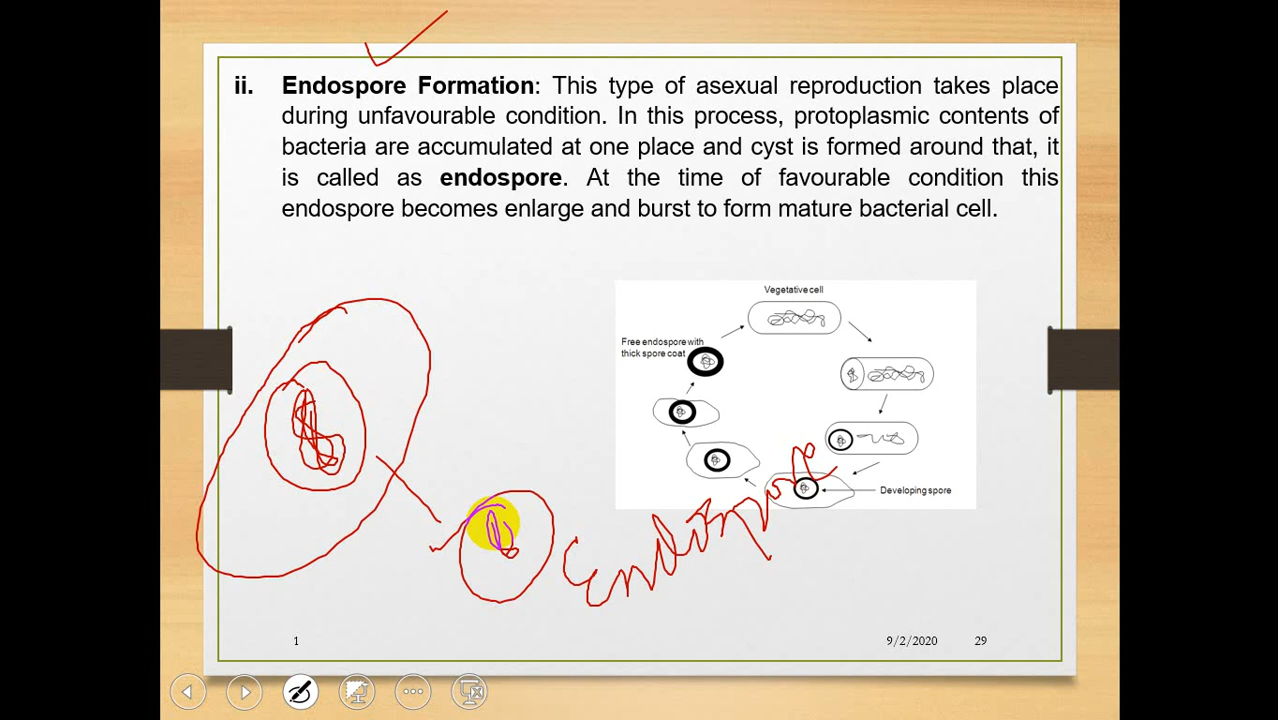 ii. Endospore Formation: This type of asexual reproduction takes place
during unfavourable condition. In this process, protoplasmic contents of
bacteria are accumulated at one place and cyst is formed around that, it
is called as endospore. At the time of favourable condition this
endospore becomes enlarge and burst to form mature bacterial cell.
Vegetative cell
Free endospore with
thick spore coat
Developing spore
Endospore
1
9/2/2020
29